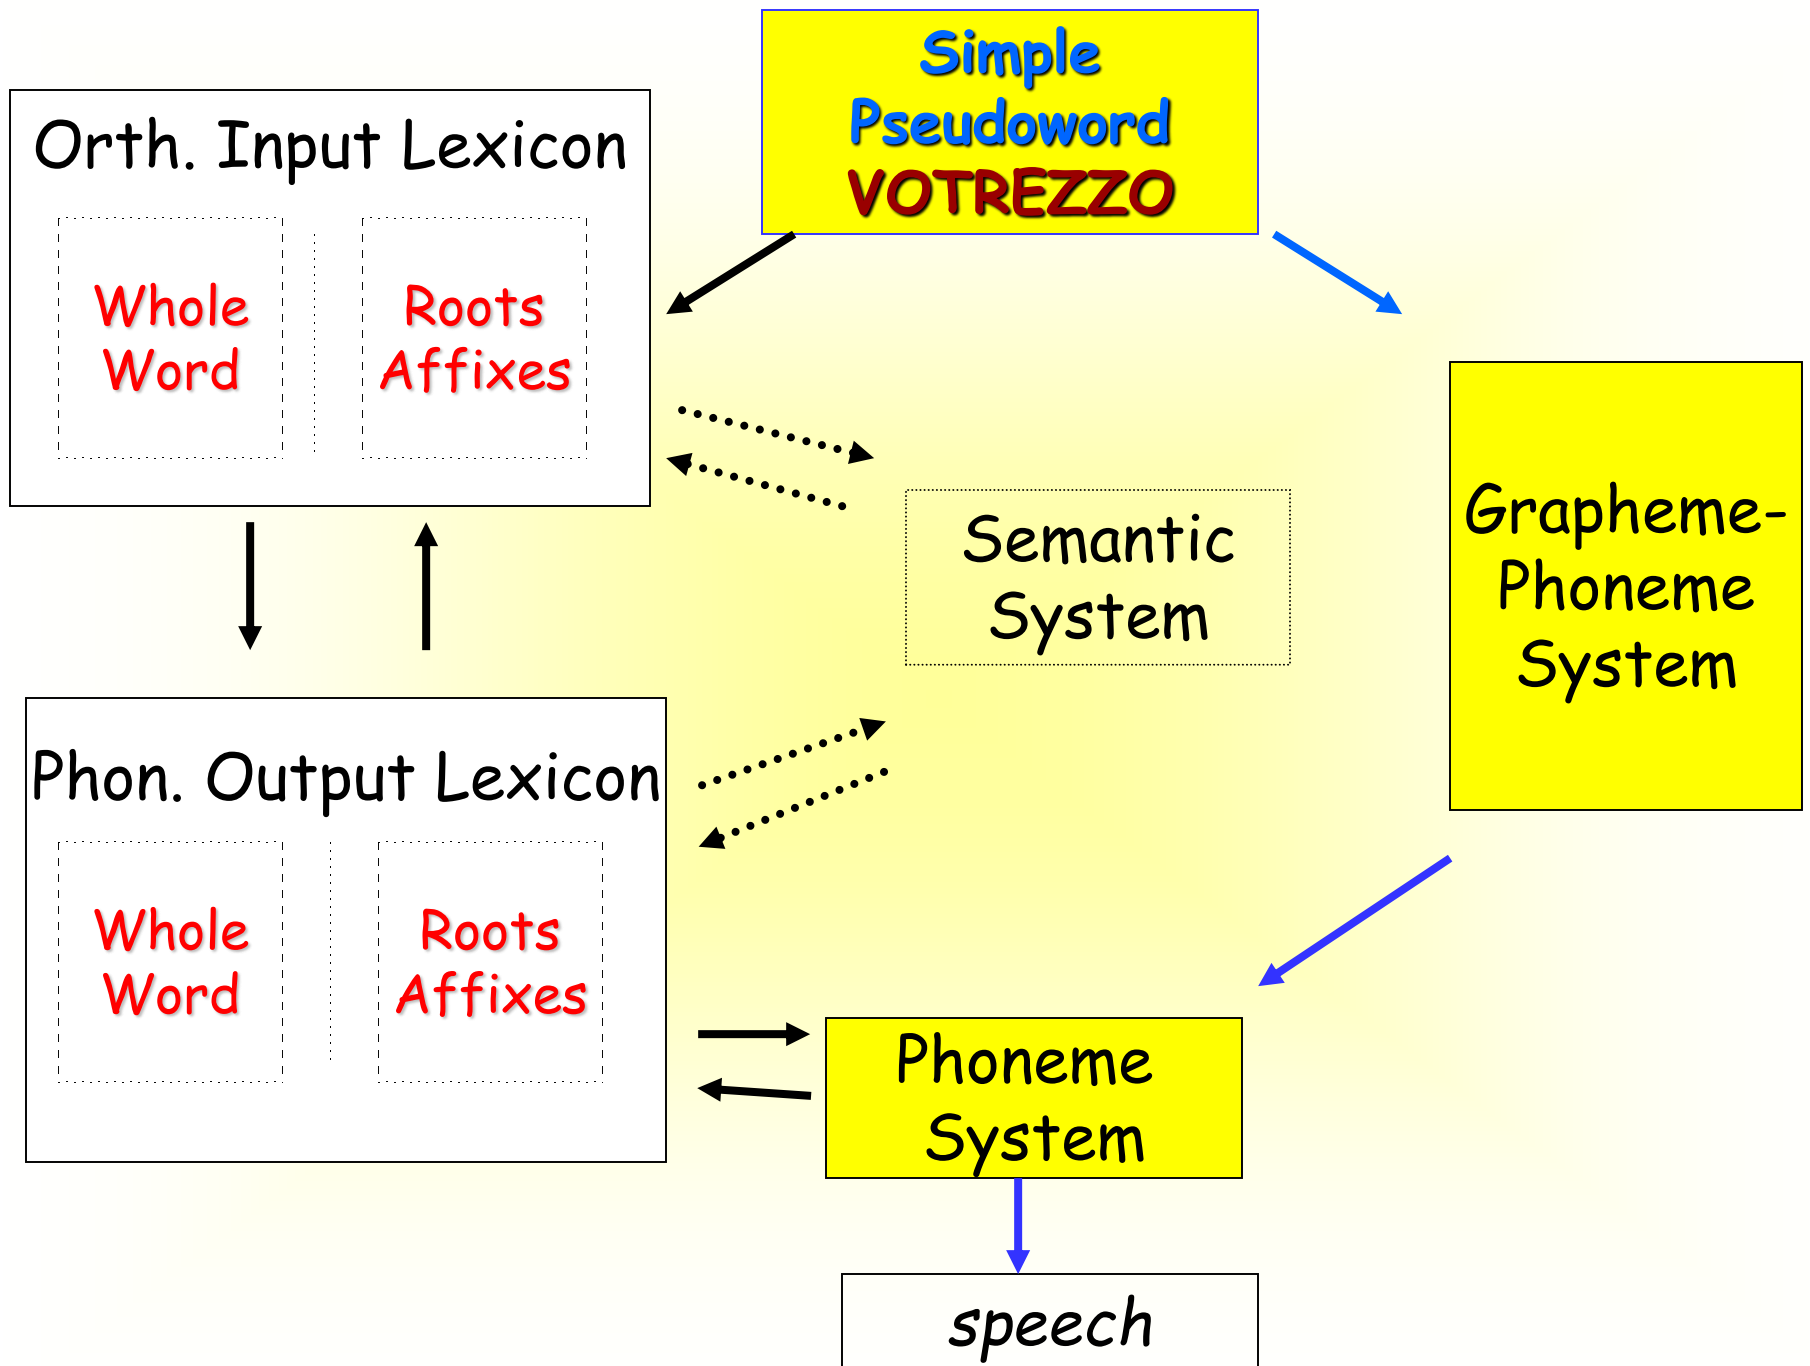 Simple
Pseudoword
VOTREZZO
Orth. Input Lexicon
Whole
Word
Roots
Affixes
Semantic
System
Grapheme-
Phoneme
System
Phon. Output Lexicon
Whole
Word
Roots
Affixes
Phoneme
System
speech